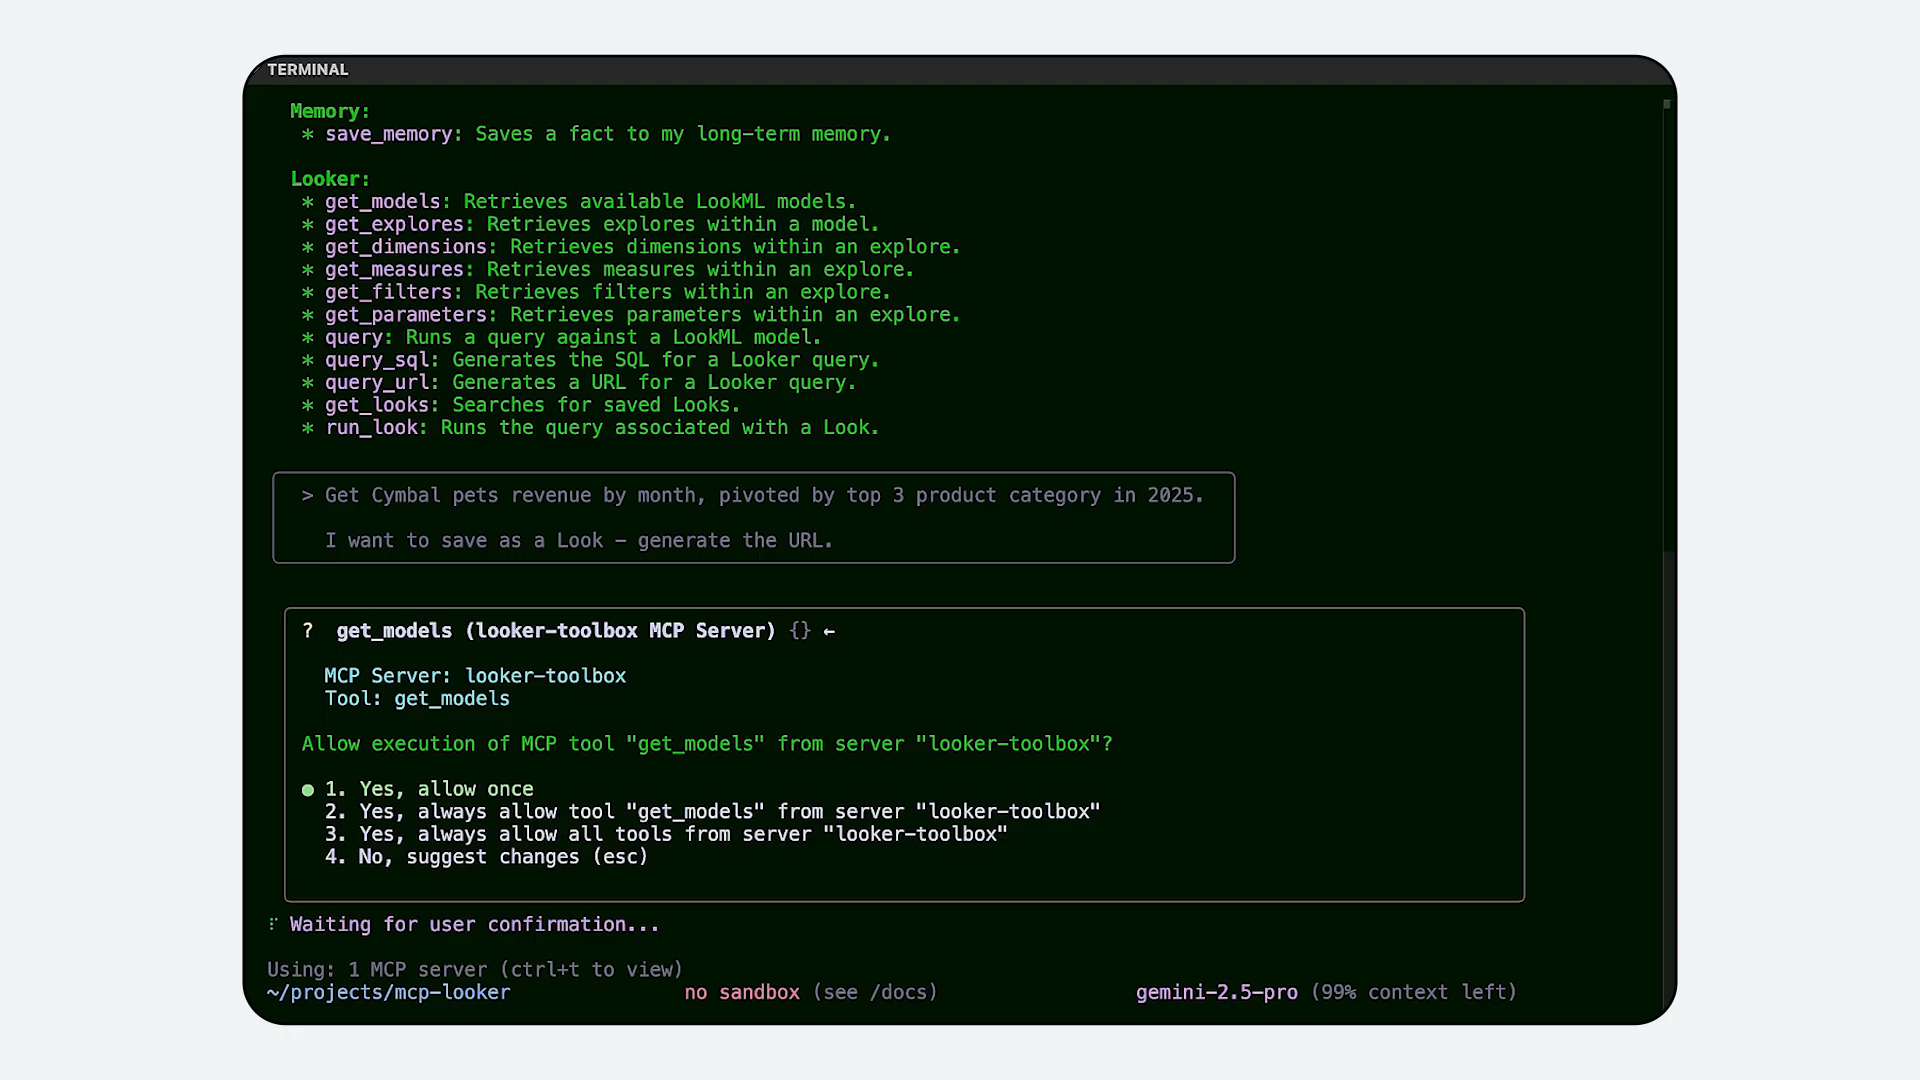 TERMINAL
Memory:
* save_memory: Saves a fact to my long-term memory.
Looker:
* get_models: Retrieves available LookML models.
* get_explores: Retrieves explores within a model.
* get_dimensions: Retrieves dimensions within an explore.
* get_measures: Retrieves measures within an explore.
* get_filters: Retrieves filters within an explore.
* get_parameters: Retrieves parameters within an explore.
* query: Runs a query against a LookML model.
* query_sql: Generates the SQL for a Looker query.
* query_url: Generates a URL for a Looker query.
* get_looks: Searches for saved Looks.
* run_look: Runs the query associated with a Look.
> Get Cymbal pets revenue by month, pivoted by top 3 product category in 2025.
I want to save as a Look – generate the URL.
? get_models (looker-toolbox MCP Server) {} ←
MCP Server: looker-toolbox
Tool: get_models
Allow execution of MCP tool "get_models" from server "looker-toolbox"?
● 1. Yes, allow once
2. Yes, always allow tool "get_models" from server "looker-toolbox"
3. Yes, always allow all tools from server "looker-toolbox"
4. No, suggest changes (esc)
Waiting for user confirmation...
Using: 1 MCP server (ctrl+t to view)
~/projects/mcp-looker no sandbox (see /docs) gemini-2.5-pro (99% context left)